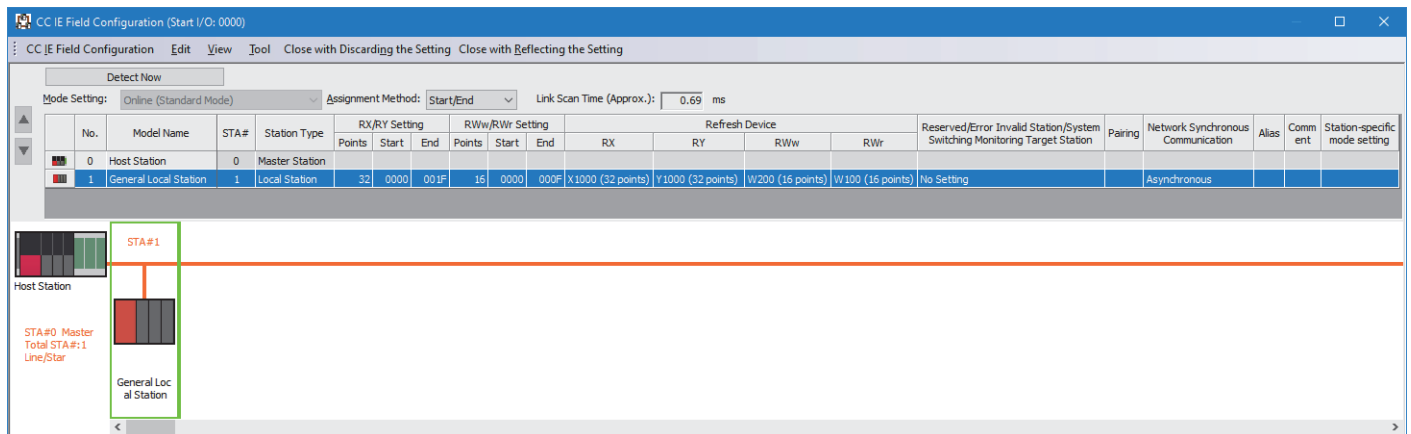 CC IE Field Configuration (Start I/O: 0000)
CC IE Field Configuration Edit View Tool Close with Discarding the Setting Close with Reflecting the Setting
Detect Now
Mode Setting: Online (Standard Mode) Assignment Method: Start/End Link Scan Time (Approx.): 0.69 ms
No. Model Name STA# Station Type RX/RY Setting RWw/RWr Setting Refresh Device Reserved/Error Invalid Station/System Switching Monitoring Target Station Pairing Network Synchronous Communication Alias Comment Station-specific mode setting
Points Start End Points Start End RX RY RWw RWr
0 Host Station 0 Master Station
1 General Local Station 1 Local Station 32 0000 001F 16 0000 000F X1000 (32 points) Y1000 (32 points) W200 (16 points) W100 (16 points) No Setting Asynchronous
STA#1
Host Station
STA#0 Master
Total STA#:1
Line/Star
General Loc
al Station